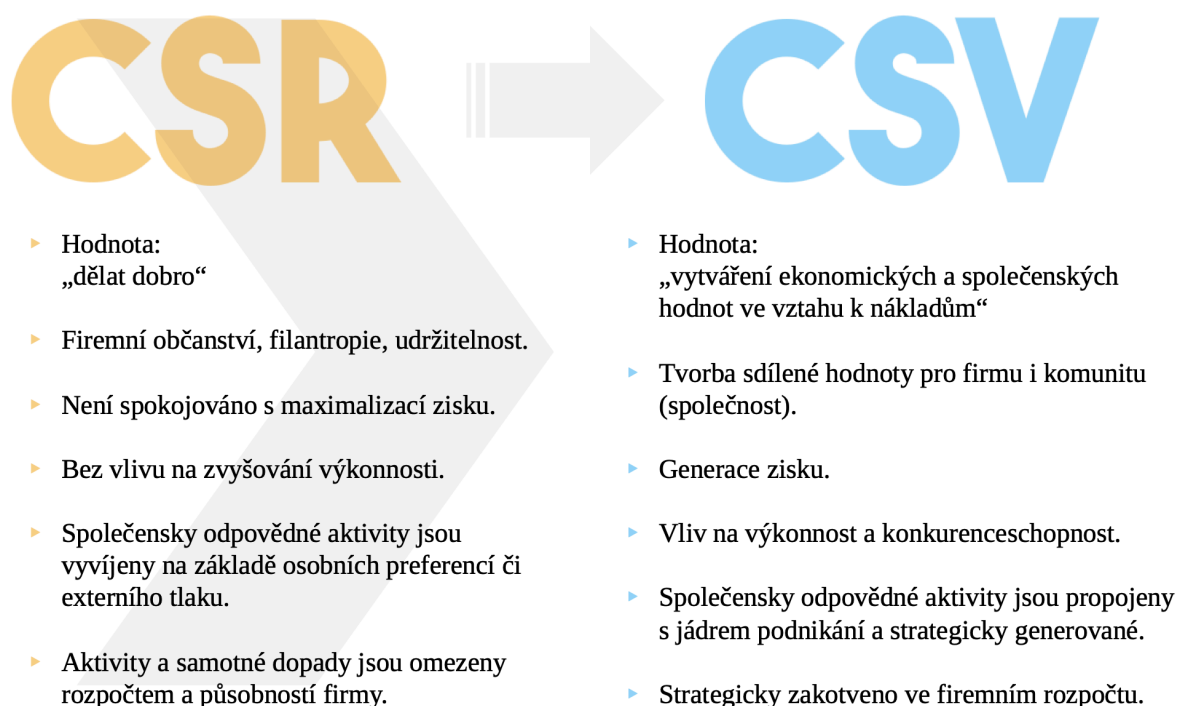 CSR
Hodnota:
„dělat dobro“
Firemní občanství, filantropie, udržitelnost.
Není spokojováno s maximalizací zisku.
Bez vlivu na zvyšování výkonnosti.
Společensky odpovědné aktivity jsou
vyvíjeny na základě osobních preferencí či
externího tlaku.
Aktivity a samotné dopady jsou omezeny
rozpočtem a působností firmy.
CSV
Hodnota:
„vytváření ekonomických a společenských
hodnot ve vztahu k nákladům“
Tvorba sdílené hodnoty pro firmu i komunitu
(společnost).
Generace zisku.
Vliv na výkonnost a konkurenceschopnost.
Společensky odpovědné aktivity jsou propojeny
s jádrem podnikání a strategicky generované.
Strategicky zakotveno ve firemním rozpočtu.